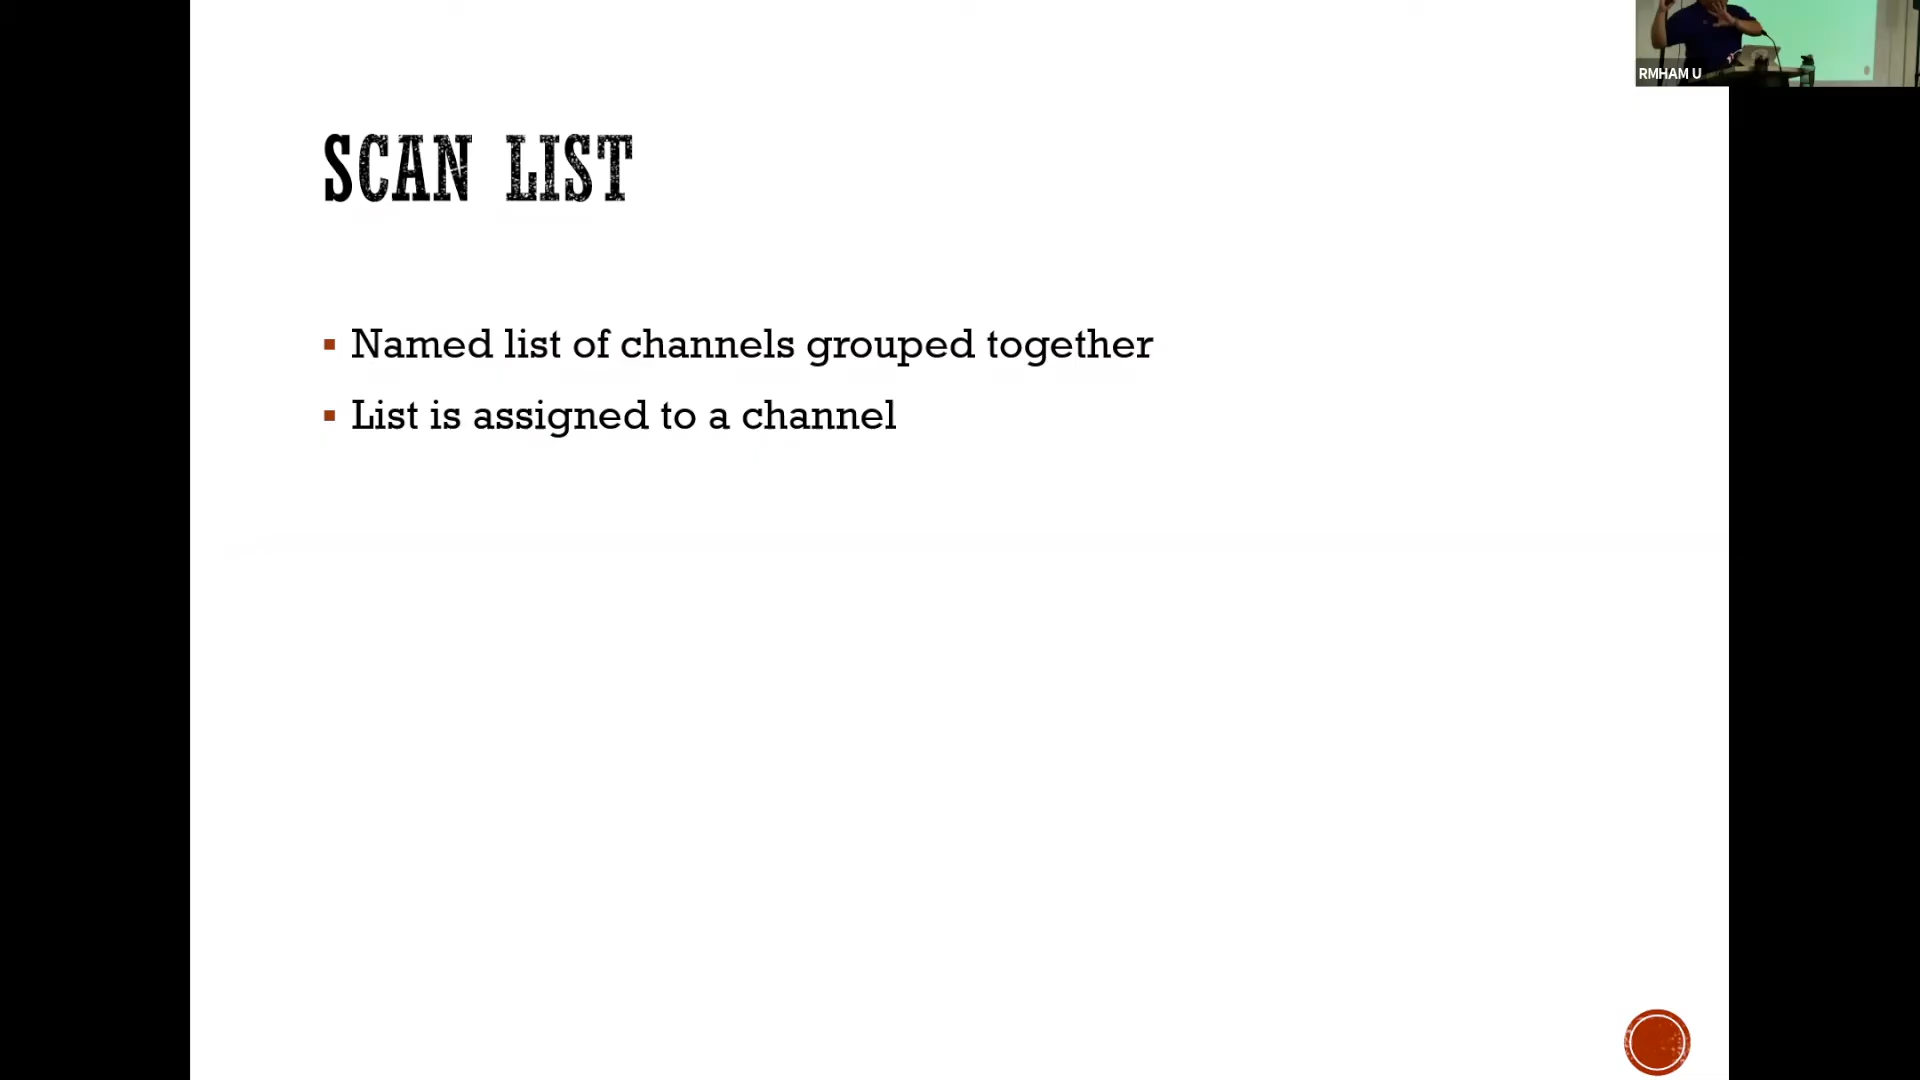 RMHAM U
SCAN LIST
Named list of channels grouped together
List is assigned to a channel